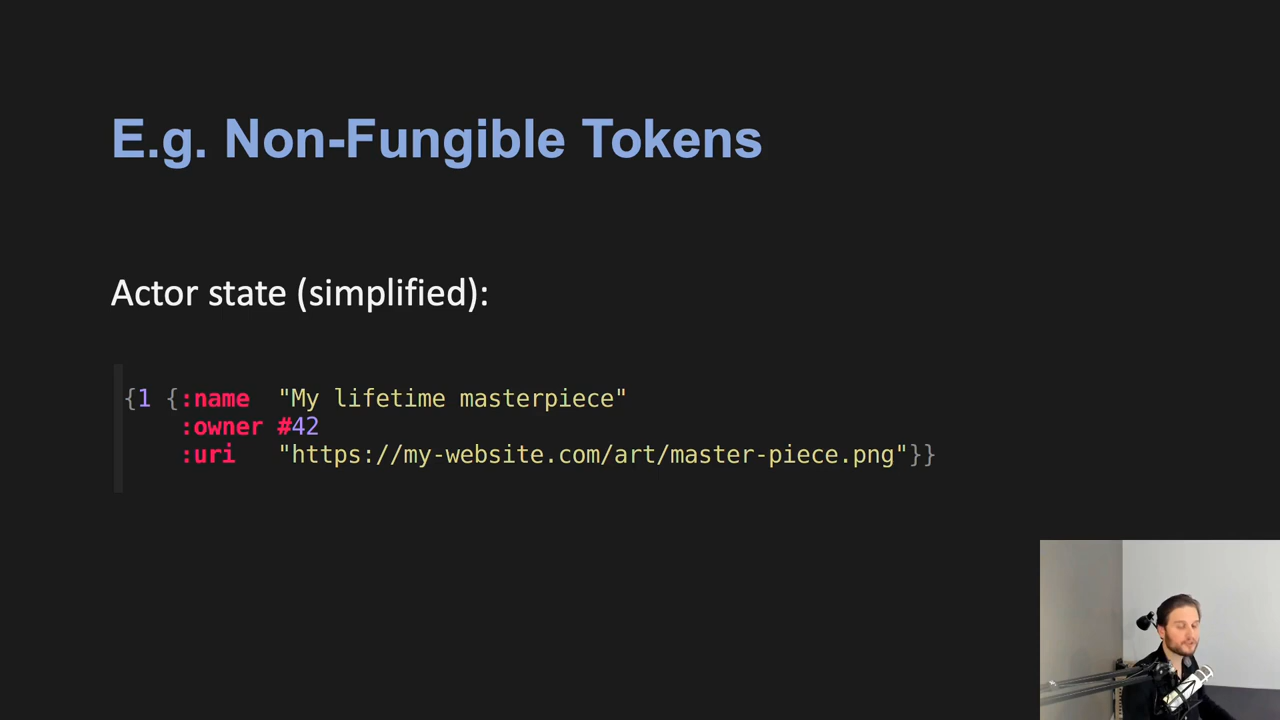 E.g. Non-Fungible Tokens
Actor state (simplified):
{1 {:name "My lifetime masterpiece"
:owner #42
:uri "https://my-website.com/art/master-piece.png"}}